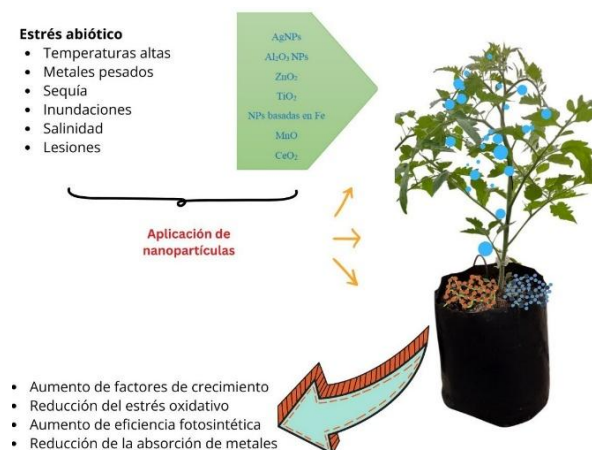 Estrés abiótico
• Temperaturas altas
• Metales pesados
• Sequía
• Inundaciones
• Salinidad
• Lesiones
AgNPs
Al₂O₃ NPs
ZnO₂
TiO₂
NPs basadas en Fe
MnO
CeO₂
Aplicación de
nanopartículas
• Aumento de factores de crecimiento
• Reducción del estrés oxidativo
• Aumento de eficiencia fotosintética
• Reducción de la absorción de metales